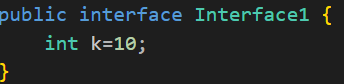 public interface Interface1 {
    int k=10;
}